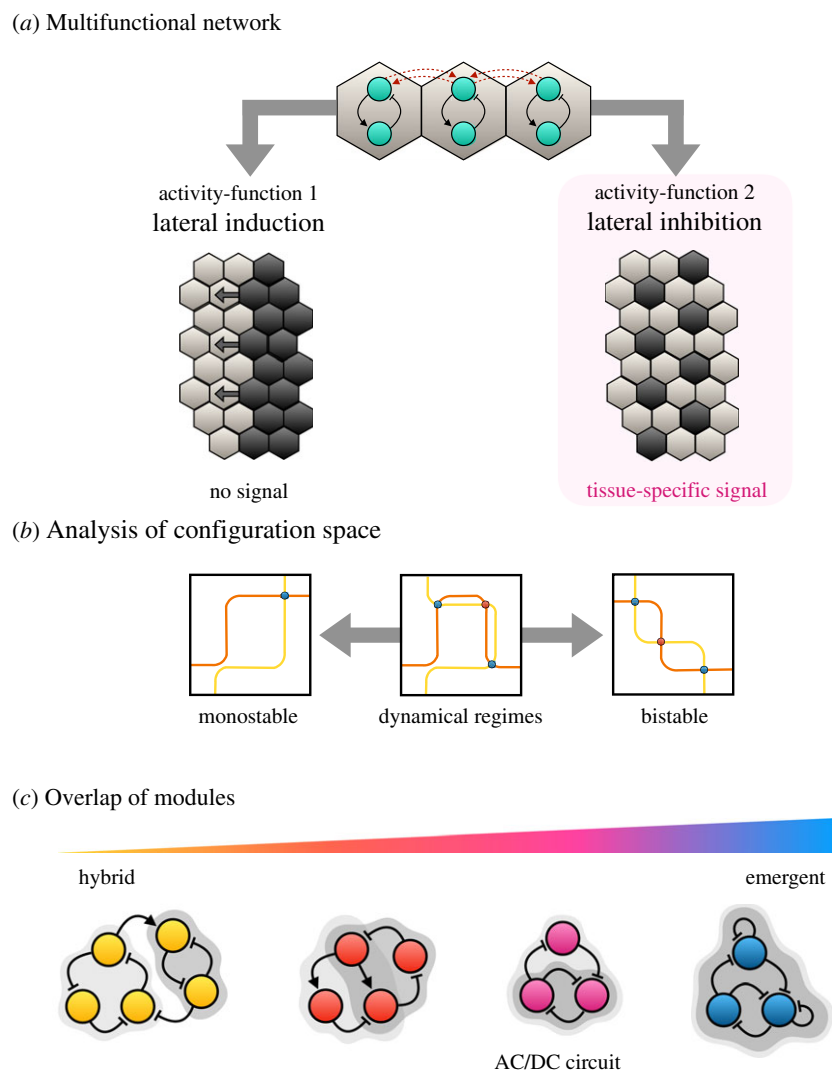 (a) Multifunctional network
activity-function 1
lateral induction
activity-function 2
lateral inhibition
no signal
tissue-specific signal
(b) Analysis of configuration space
monostable
dynamical regimes
bistable
(c) Overlap of modules
hybrid
emergent
AC/DC circuit